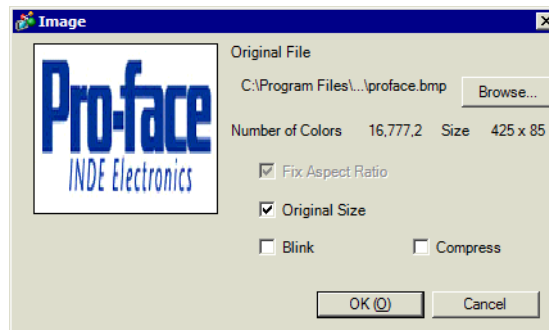 Image
Pro-face
INDE Electronics
Original File
C:\Program Files\...\proface.bmp Browse...
Number of Colors 16,777,2 Size 425 x 85
Fix Aspect Ratio
Original Size
Blink Compress
OK (O) Cancel